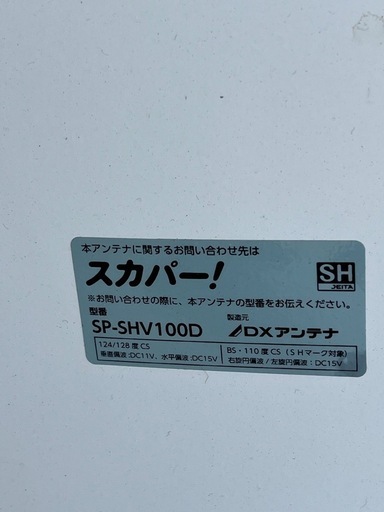 本アンテナに関するお問い合わせ先は
スカパー!
SH
JEITA
※お問い合わせの際に、本アンテナの型番をお伝えください。
型番
SP-SHV100D
製造元
DXアンテナ
124/128度CS
垂直偏波:DC11V、水平偏波:DC15V
BS・110度CS(SHマーク対象)
右旋円偏波/左旋円偏波:DC15V